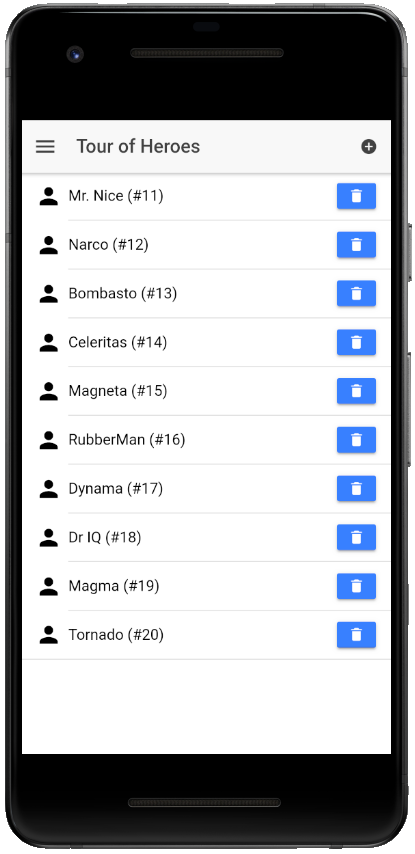 Tour of Heroes
Mr. Nice (#11)
Narco (#12)
Bombasto (#13)
Celeritas (#14)
Magneta (#15)
RubberMan (#16)
Dynama (#17)
Dr IQ (#18)
Magma (#19)
Tornado (#20)